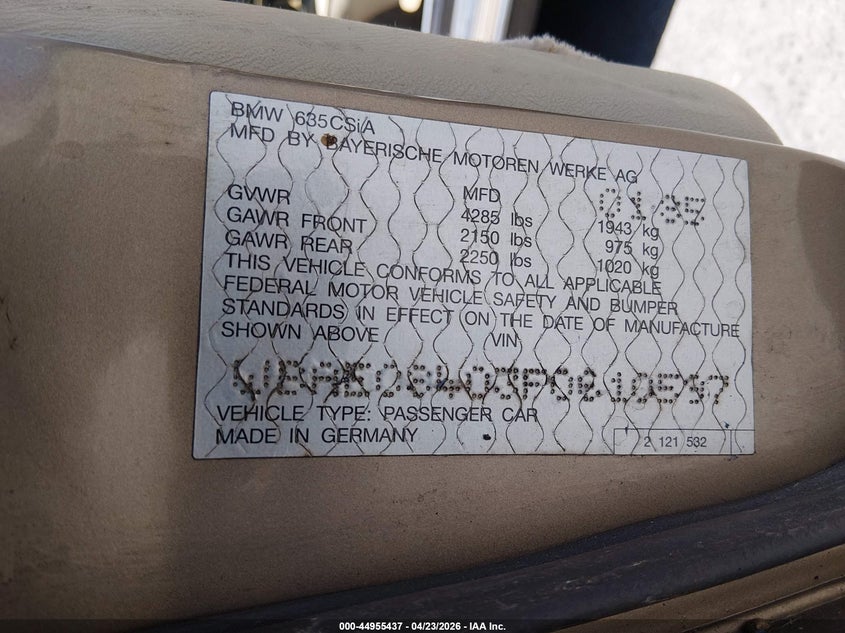 BMW 635CSiA
MFD BY BAYERISCHE MOTOREN WERKE AG
MFD 01 85
GVWR 4285 lbs 1943 kg
GAWR FRONT 2150 lbs 975 kg
GAWR REAR 2250 lbs 1020 kg
THIS VEHICLE CONFORMS TO ALL APPLICABLE
FEDERAL MOTOR VEHICLE SAFETY AND BUMPER
STANDARDS IN EFFECT ON THE DATE OF MANUFACTURE
SHOWN ABOVE VIN
VEHICLE TYPE: PASSENGER CAR
MADE IN GERMANY
2 121 532
000-44955437 - 04/23/2026 - IAA Inc.